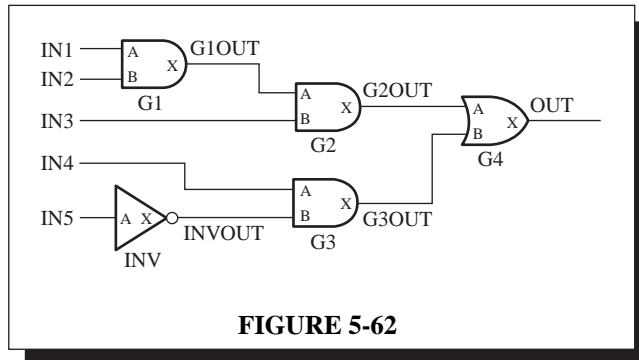 IN1 A G1OUT
IN2 B X
G1 A G2OUT
IN3 B X
G2 A OUT
B X
G4
IN4 A
B X G3OUT
IN5 A X INVOUT G3
INV
FIGURE 5-62